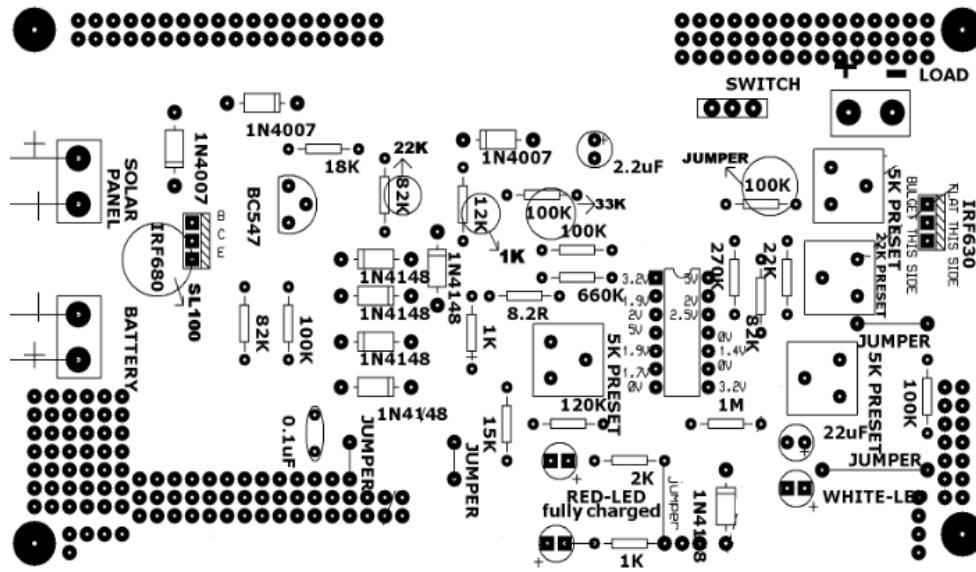 LOAD
SWITCH
1N4007
22K
18K
1N4007
2.2uF
JUMPER
1N4007
SOLAR
PANEL
BC547
82K
12K
100K
33K
100K
100K
5K PRESET
BULGEY THIS SIDE
FLAT THIS SIDE
IRF630
B
C
E
IRF680
SL100
1K
1N4148
1N4148
660K
270K
22K
22K PRESET
3.2V
5V
1.9V
2V
2V
2.5V
5V
0V
1.9V
1.4V
1.7V
0V
0V
3.2V
8.2R
82K
JUMPER
BATTERY
82K
100K
1N4148
1K
1N4148
5K PRESET
5K PRESET
100K
1N4148
120K
1M
15K
0.1uF
JUMPER
JUMPER
22uF
JUMPER
2K
RED-LED
fully charged
jumper
1N4148
WHITE-LED
1K